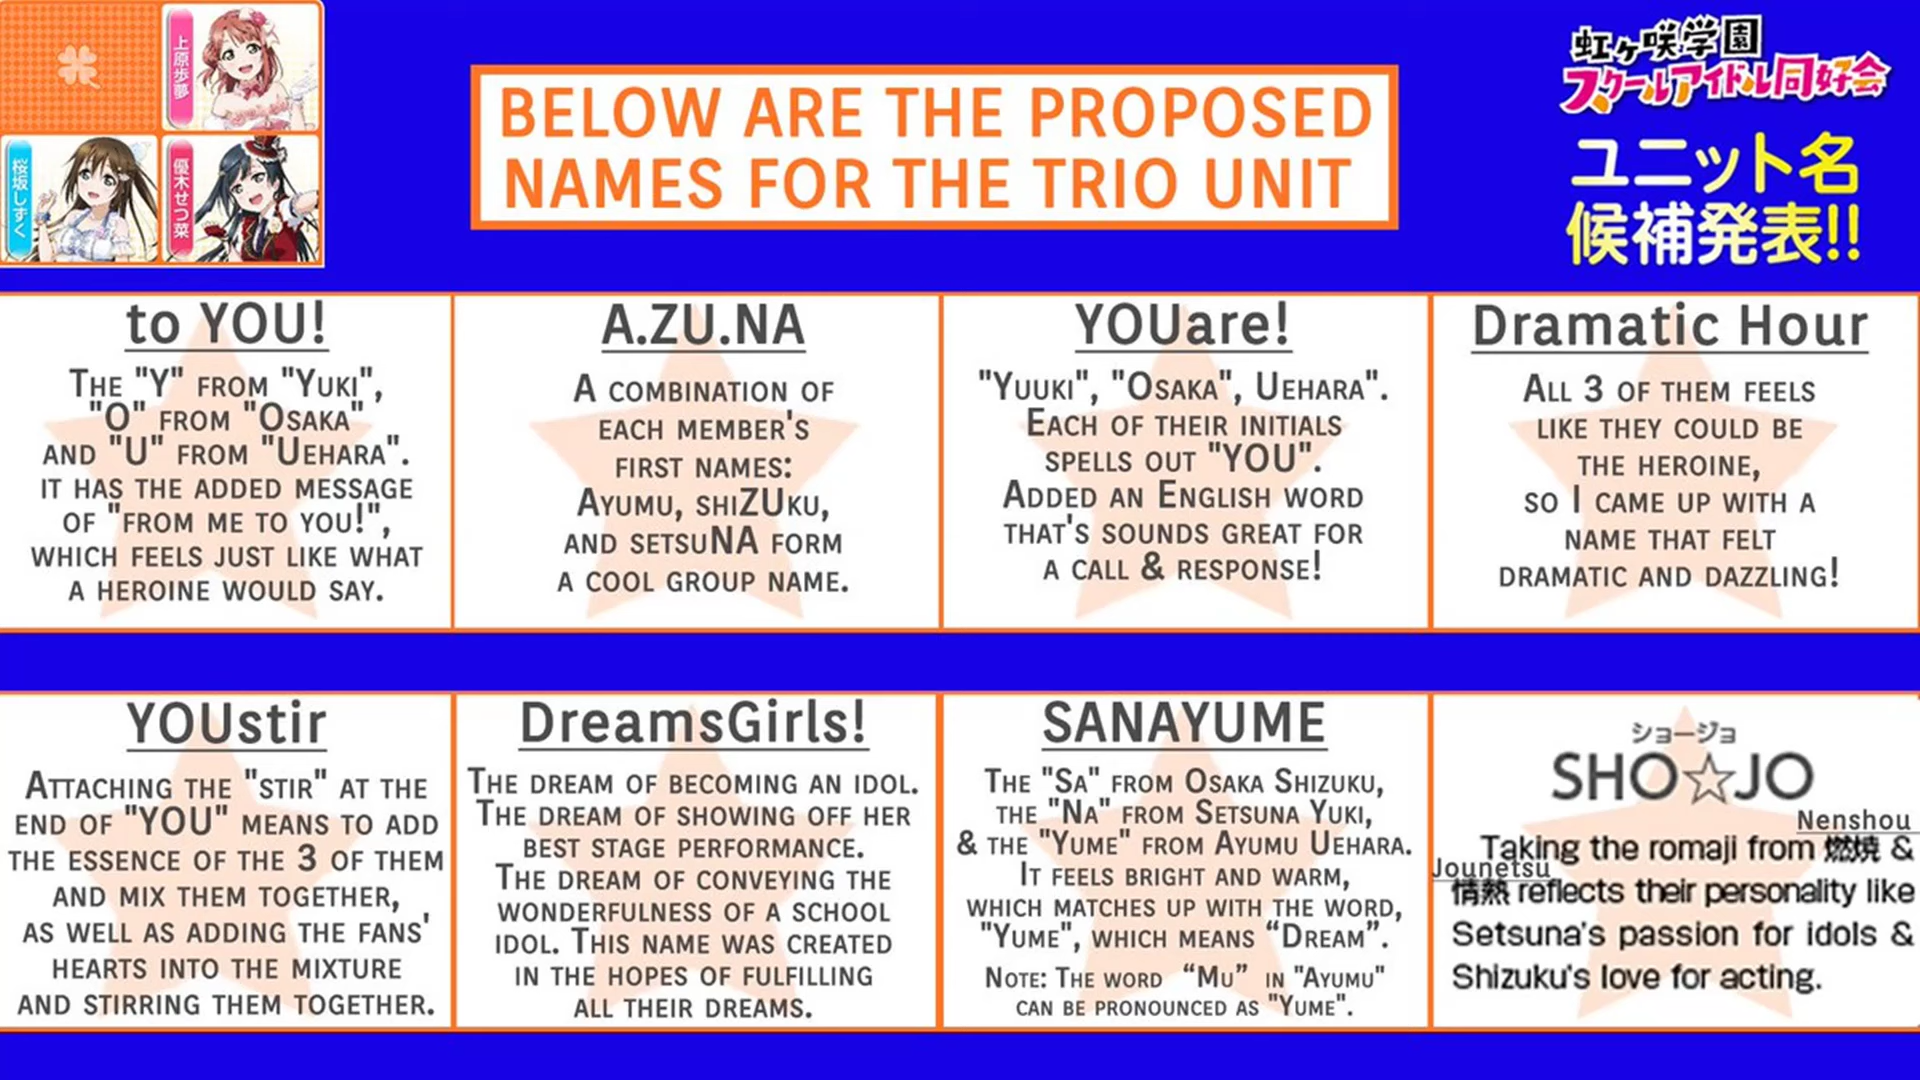 上原歩夢
桜坂しずく
優木せつ菜
BELOW ARE THE PROPOSED
NAMES FOR THE TRIO UNIT
虹ヶ咲学園
スクールアイドル同好会
ユニット名
候補発表!!
to YOU!
THE "Y" FROM "YUKI",
"O" FROM "OSAKA"
AND "U" FROM "UEHARA".
IT HAS THE ADDED MESSAGE
OF "FROM ME TO YOU!",
WHICH FEELS JUST LIKE WHAT
A HEROINE WOULD SAY.
A.ZU.NA
A COMBINATION OF
EACH MEMBER'S
FIRST NAMES:
AYUMU, SHIZUKU,
AND SETSUNA FORM
A COOL GROUP NAME.
YOUare!
"YUUKI", "OSAKA", UEHARA".
EACH OF THEIR INITIALS
SPELLS OUT "YOU".
ADDED AN ENGLISH WORD
THAT'S SOUNDS GREAT FOR
A CALL & RESPONSE!
Dramatic Hour
ALL 3 OF THEM FEELS
LIKE THEY COULD BE
THE HEROINE,
SO I CAME UP WITH A
NAME THAT FELT
DRAMATIC AND DAZZLING!
YOUstir
ATTACHING THE "STIR" AT THE
END OF "YOU" MEANS TO ADD
THE ESSENCE OF THE 3 OF THEM
AND MIX THEM TOGETHER,
AS WELL AS ADDING THE FANS'
HEARTS INTO THE MIXTURE
AND STIRRING THEM TOGETHER.
DreamsGirls!
THE DREAM OF BECOMING AN IDOL.
THE DREAM OF SHOWING OFF HER
BEST STAGE PERFORMANCE.
THE DREAM OF CONVEYING THE
WONDERFULNESS OF A SCHOOL
IDOL. THIS NAME WAS CREATED
IN THE HOPES OF FULFILLING
ALL THEIR DREAMS.
SANAYUME
THE "SA" FROM OSAKA SHIZUKU,
THE "NA" FROM SETSUNA YUKI,
& THE "YUME" FROM AYUMU UEHARA.
IT FEELS BRIGHT AND WARM,
WHICH MATCHES UP WITH THE WORD,
"YUME", WHICH MEANS “DREAM”.
NOTE: THE WORD “MU” IN "AYUMU"
CAN BE PRONOUNCED AS "YUME".
ショージョ
SHO☆JO
Nenshou
Taking the romaji from 燃焼 &
Jounetsu
情熱 reflects their personality like
Setsuna's passion for idols &
Shizuku's love for acting.